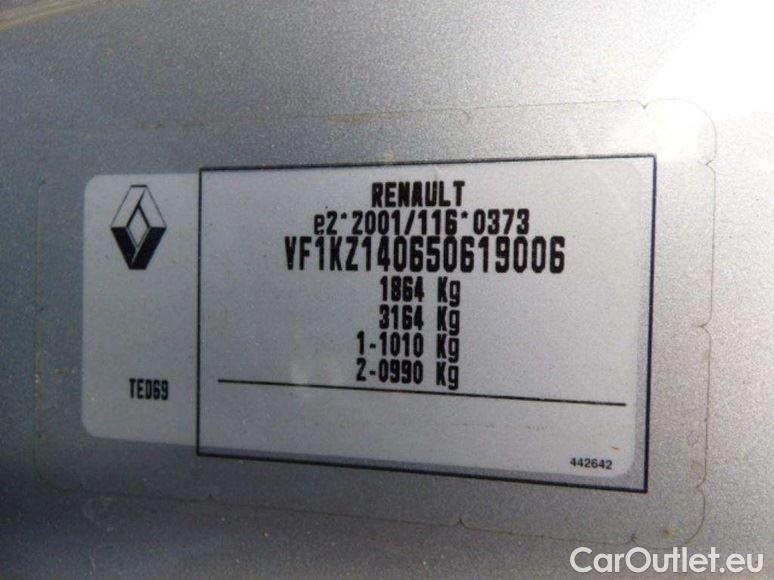 RENAULT
e2*2001/116*0373
VF1KZ140650619006
1864 Kg
3164 Kg
1-1010 Kg
2-0990 Kg
TED69
442642
CarOutlet.eu